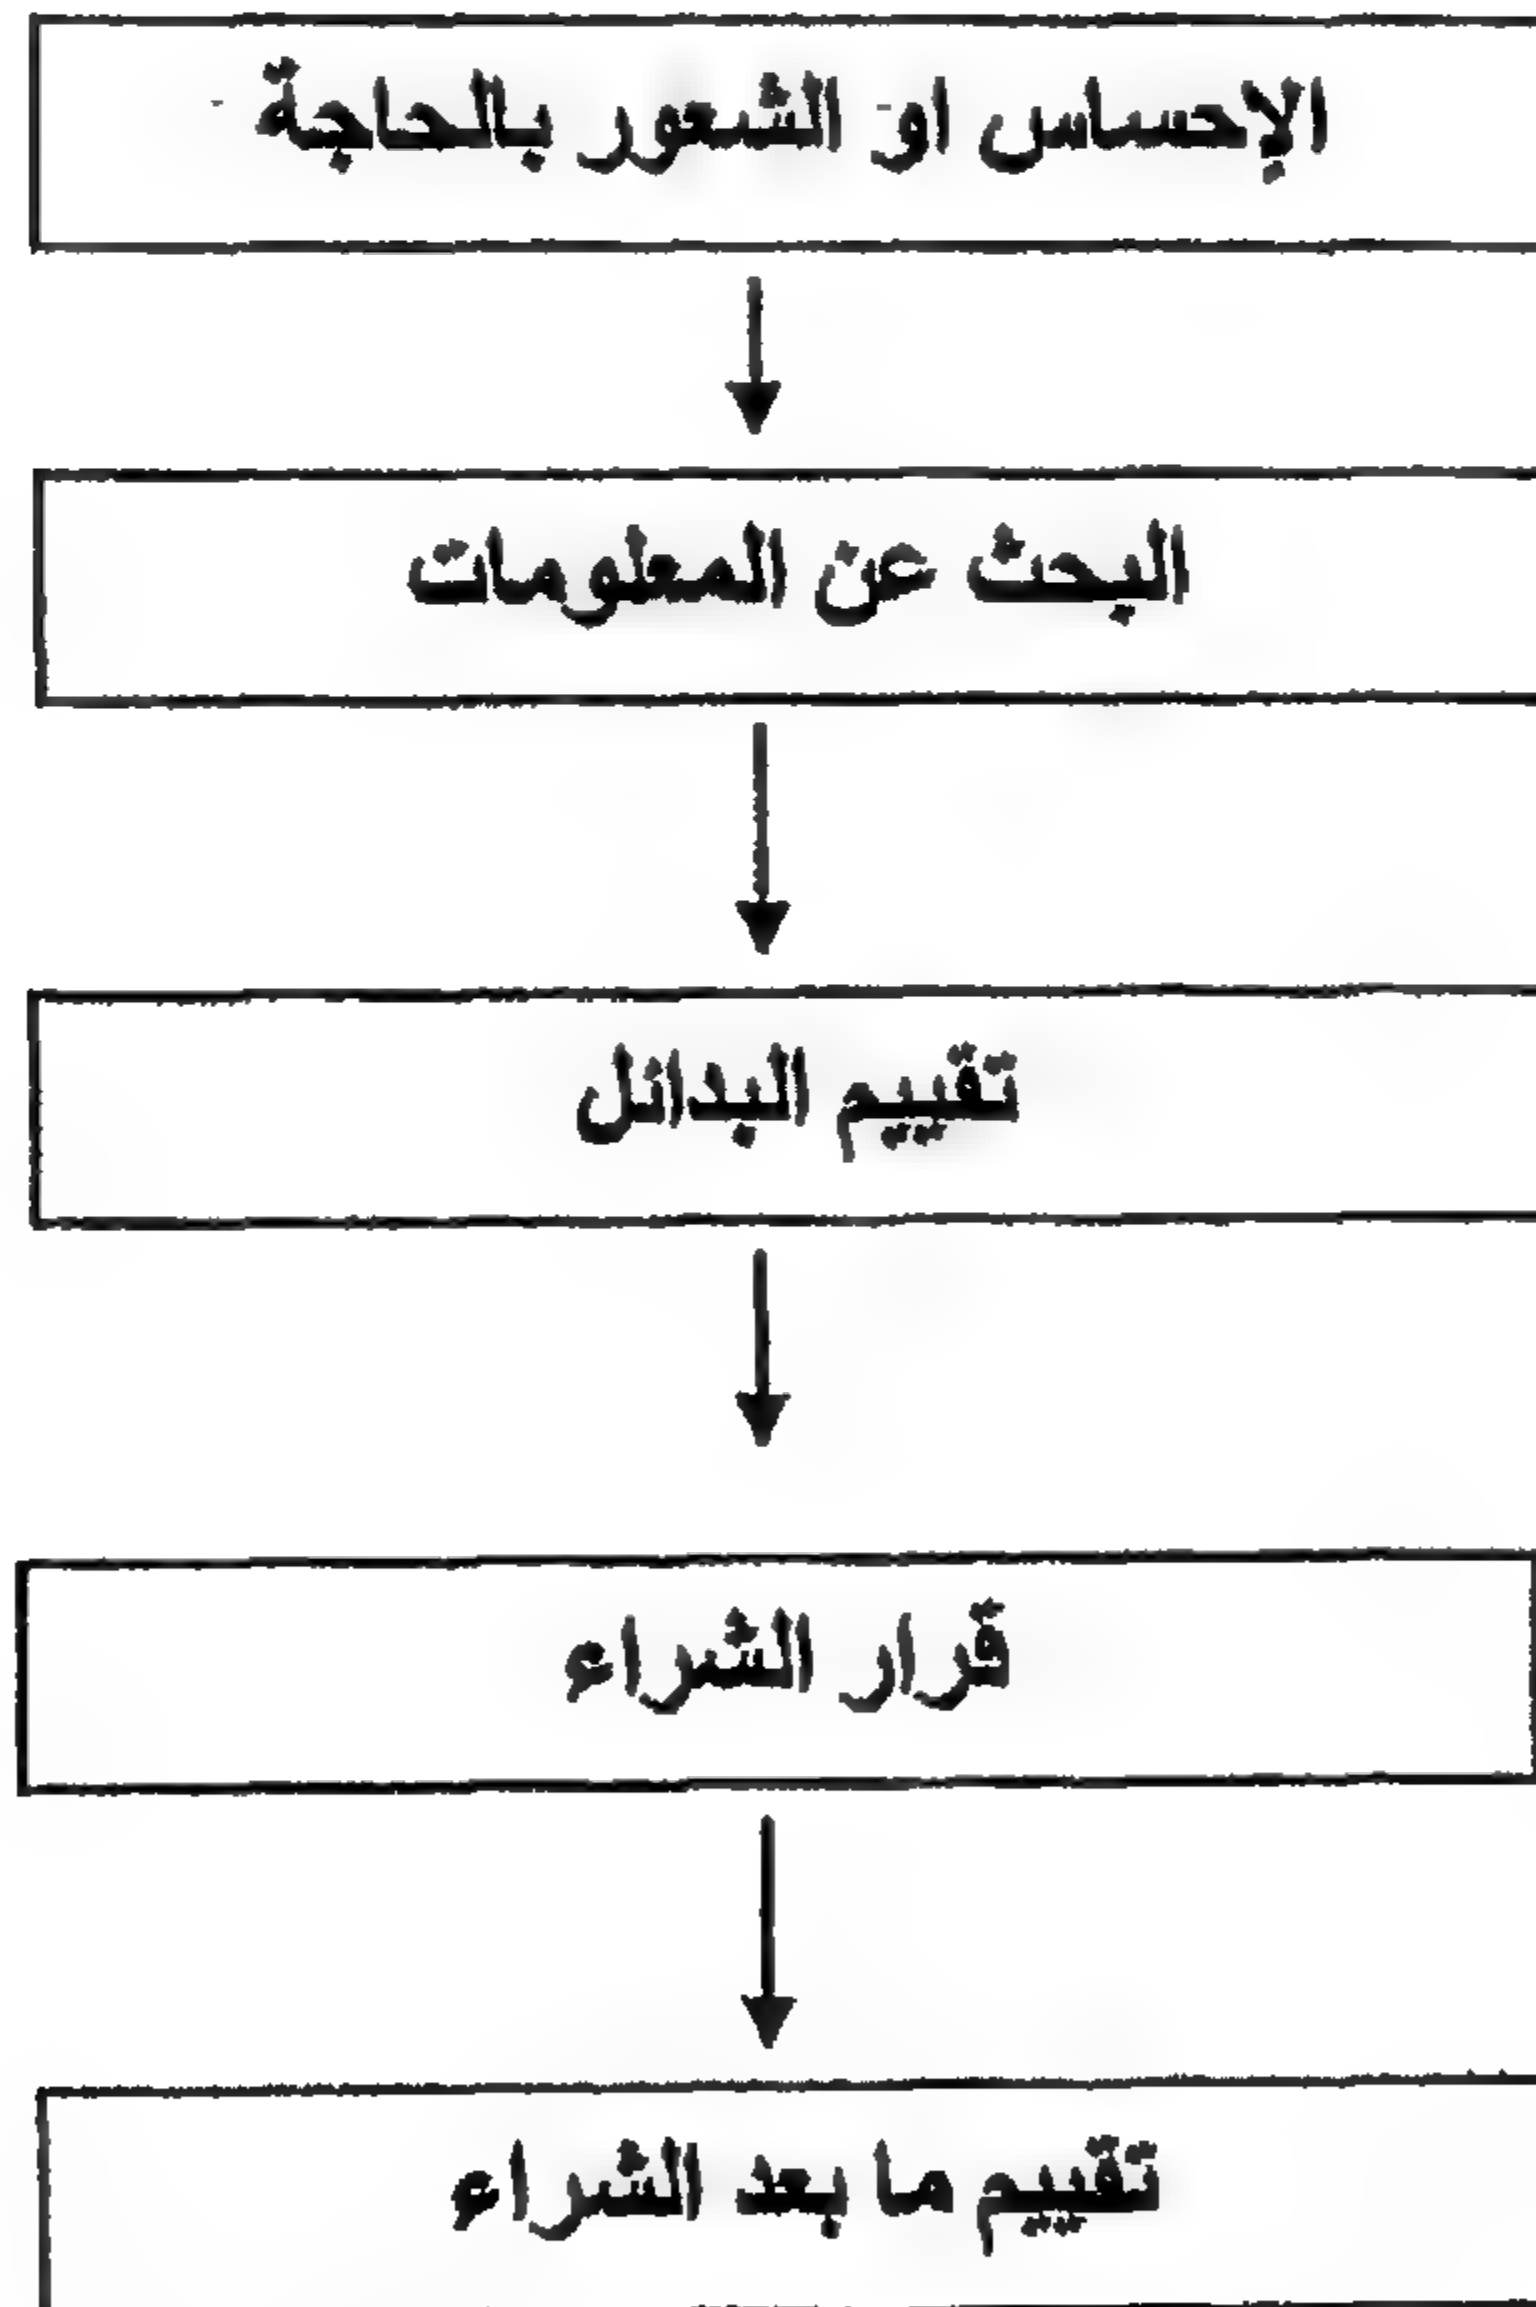 الإحساس او الشعور بالحاجة
البحث عن المعلومات
تقييم البدائل
قرار الشراء
تقييم ما بعد الشراء